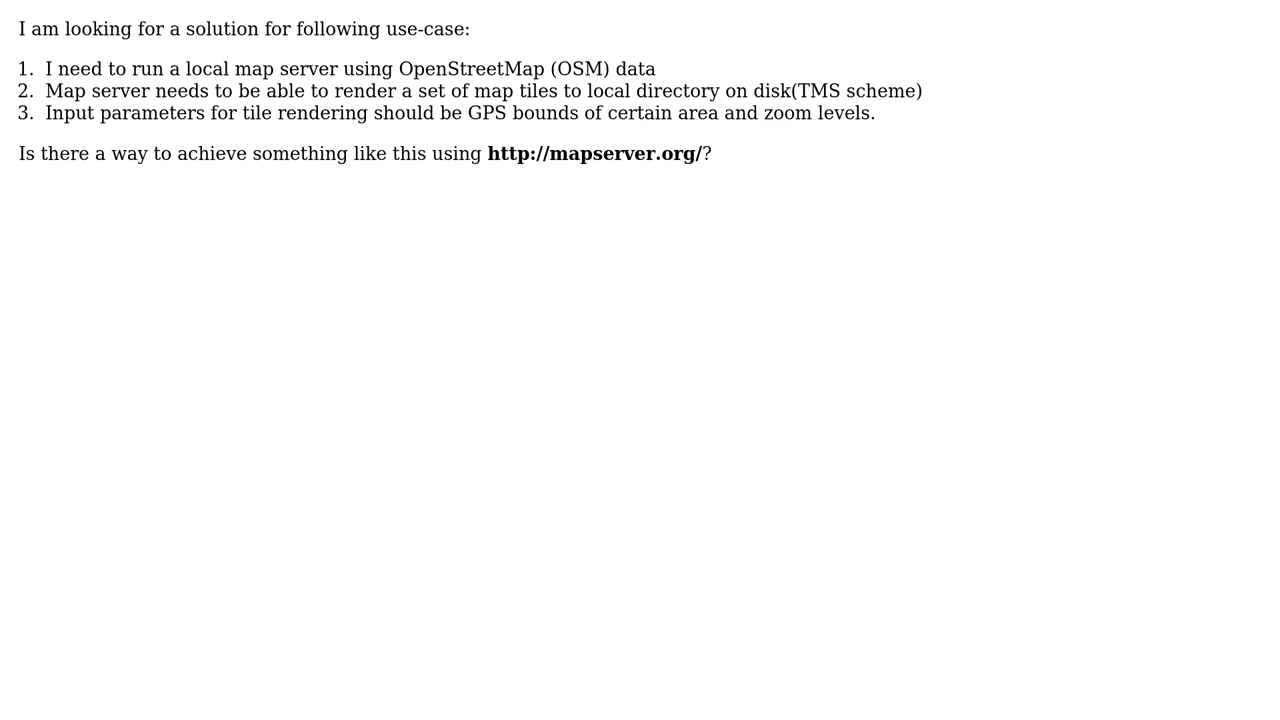 I am looking for a solution for following use-case:
1. I need to run a local map server using OpenStreetMap (OSM) data
2. Map server needs to be able to render a set of map tiles to local directory on disk(TMS scheme)
3. Input parameters for tile rendering should be GPS bounds of certain area and zoom levels.
Is there a way to achieve something like this using http://mapserver.org/?